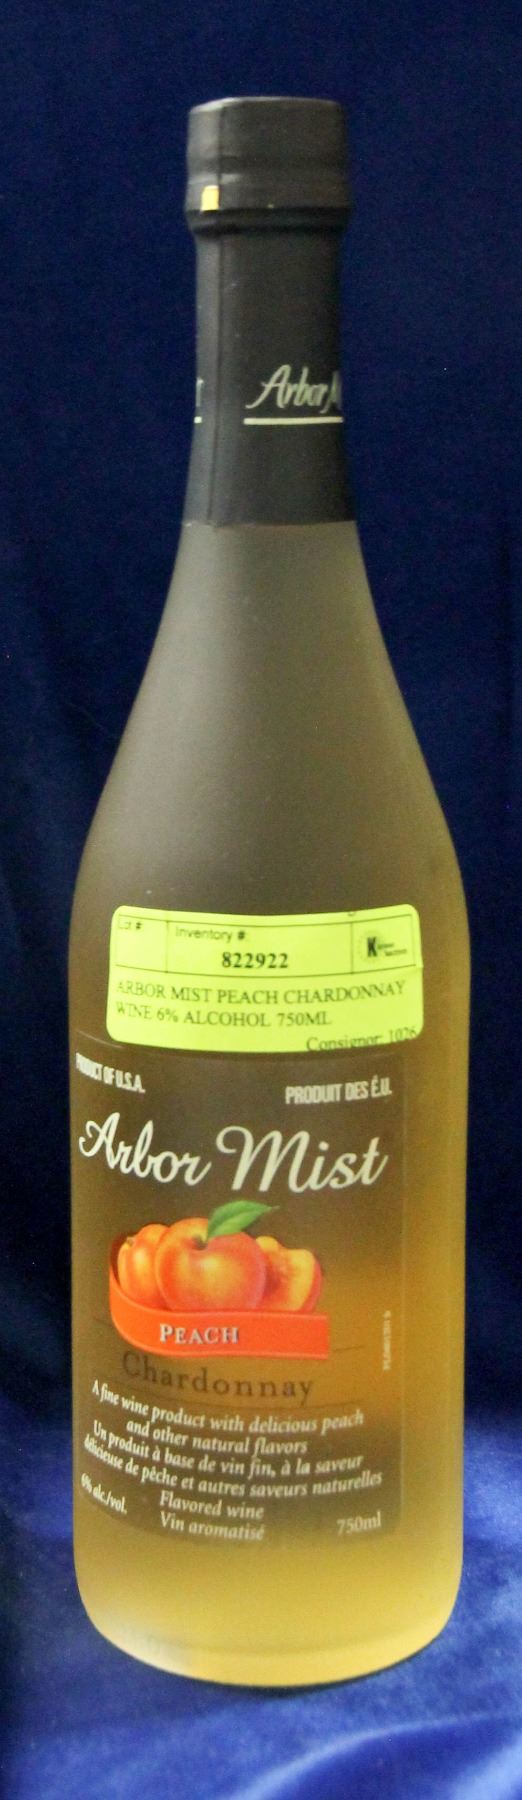 Arbor
Lot #
Inventory #:
822922
K
ARBOR MIST PEACH CHARDONNAY
WINE 6% ALCOHOL 750ML
Consignor: 1026
PRODUCT OF U.S.A.
PRODUIT DES É.U.
Arbor Mist
PEACH
Chardonnay
A fine wine product with delicious peach
and other natural flavors
Un produit à base de vin fin, à la saveur
délicieuse de pêche et autres saveurs naturelles
6% alc./vol.
Flavored wine
Vin aromatisé
750ml